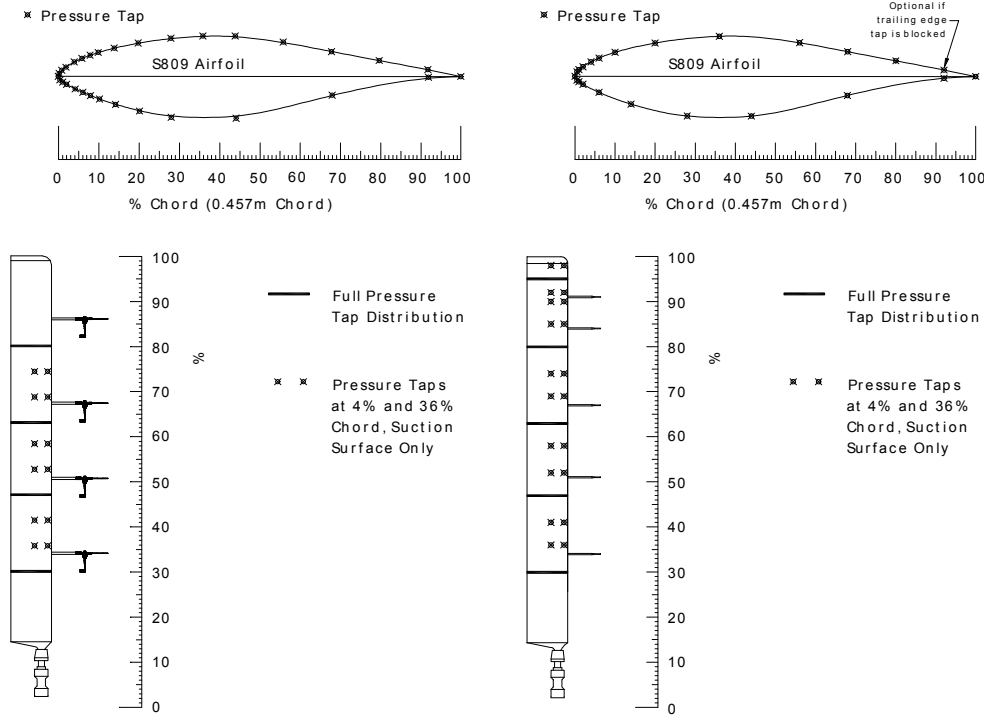 Pressure Tap
S809 Airfoil
0 10 20 30 40 50 60 70 80 90 100
% Chord (0.457m Chord)
Pressure Tap
Optional if
trailing edge
tap is blocked
S809 Airfoil
0 10 20 30 40 50 60 70 80 90 100
% Chord (0.457m Chord)
100
90
80
%
70
60
50
40
30
20
10
0
Full Pressure
Tap Distribution
Pressure Taps
at 4% and 36%
Chord, Suction
Surface Only
100
90
80
%
70
60
50
40
30
20
10
0
Full Pressure
Tap Distribution
Pressure Taps
at 4% and 36%
Chord, Suction
Surface Only